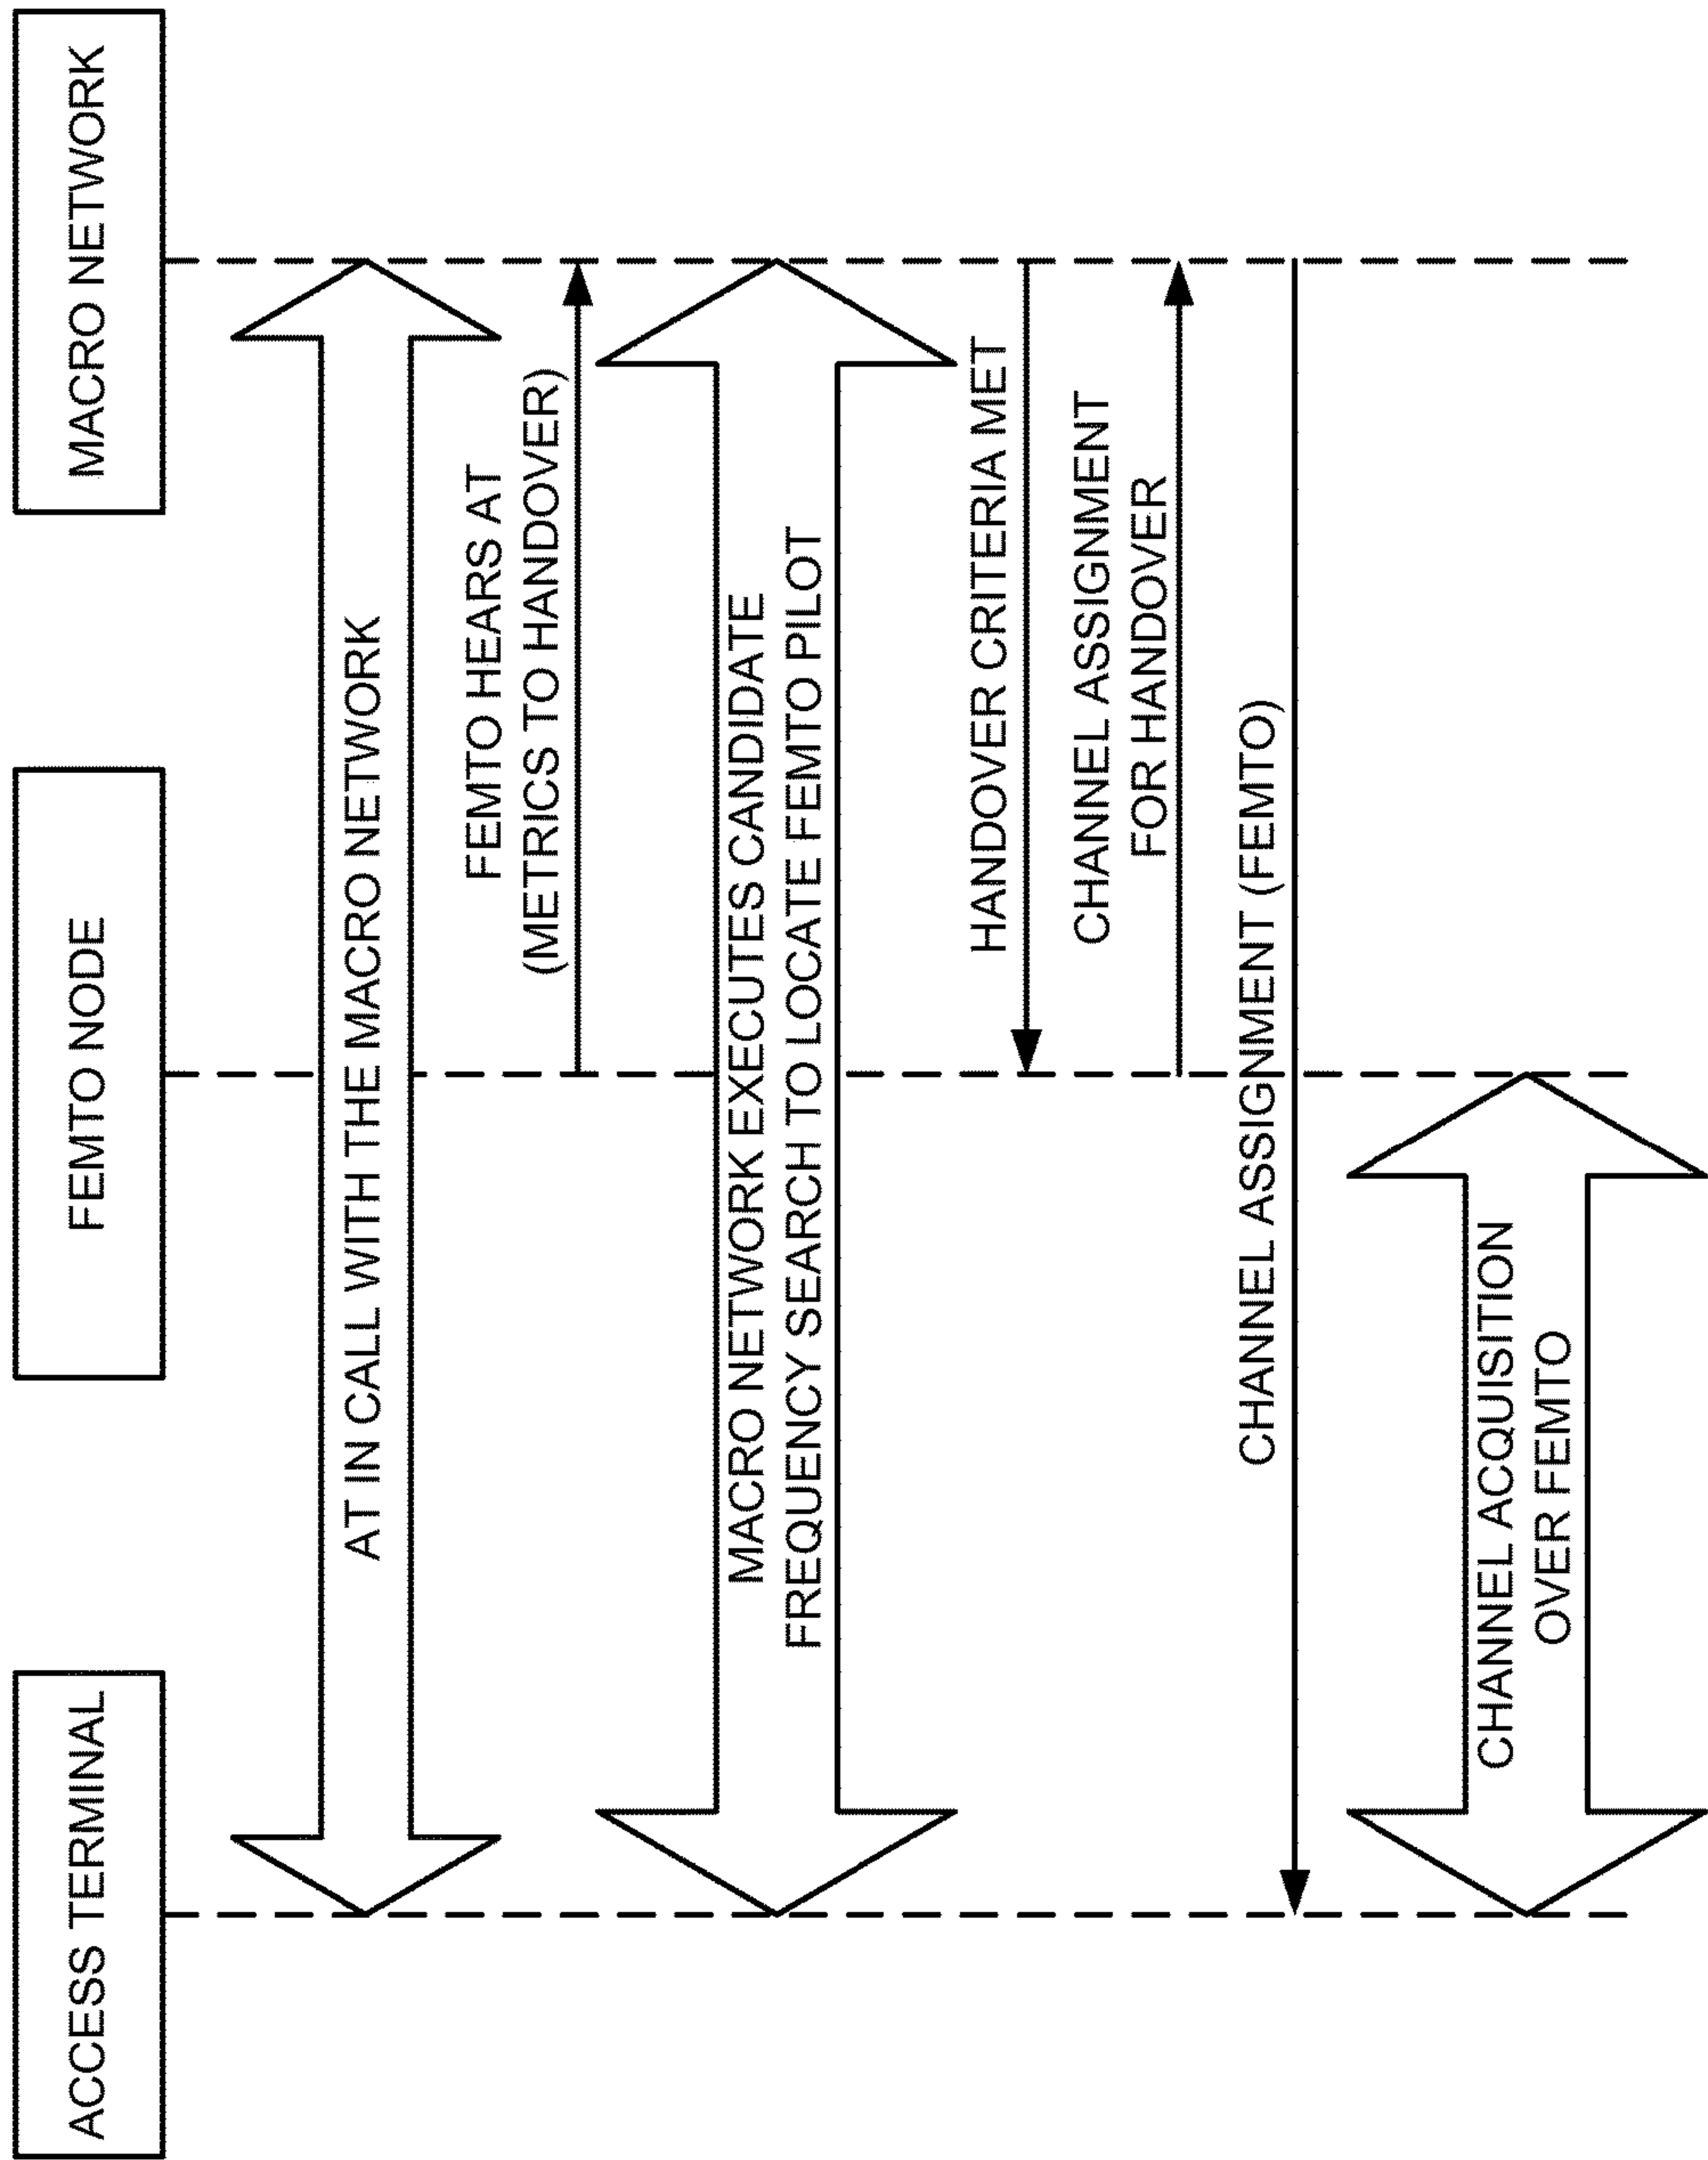 ACCESS TERMINAL
FEMTO NODE
MACRO NETWORK
AT IN CALL WITH THE MACRO NETWORK
FEMTO HEARS AT
(METRICS TO HANDOVER)
MACRO NETWORK EXECUTES CANDIDATE
FREQUENCY SEARCH TO LOCATE FEMTO PILOT
HANDOVER CRITERIA MET
CHANNEL ASSIGNMENT
FOR HANDOVER
CHANNEL ASSIGNMENT (FEMTO)
CHANNEL ACQUISITION
OVER FEMTO